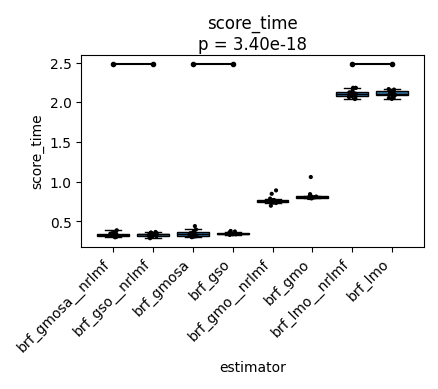 score_time
p = 3.40e-18
score_time
2.5
2.0
1.5
1.0
0.5
brf_gmosa__nrlmf
brf_gso__nrlmf
brf_gmosa
brf_gso
brf_gmo__nrlmf
brf_gmo
brf_lmo__nrlmf
brf_lmo
estimator